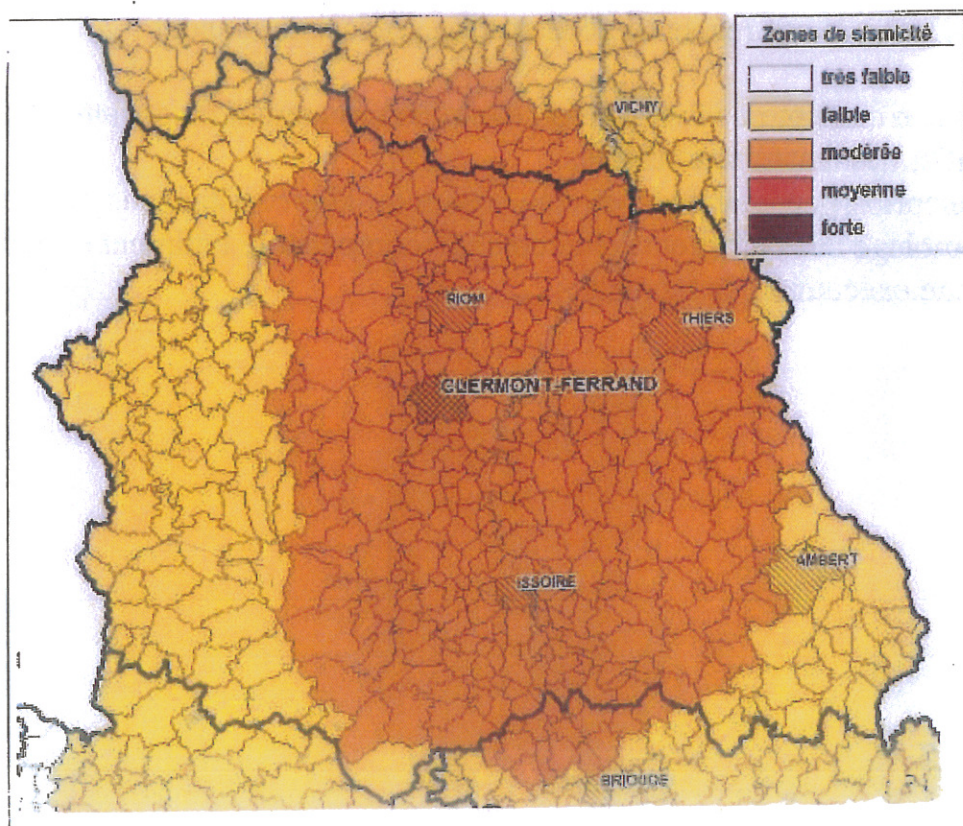 Zones de sismicité
très faible
faible
modérée
moyenne
forte
VICHY
RIOM
THIERS
CLERMONT-FERRAND
AMBERT
ISSOIRE
BRIOUDE